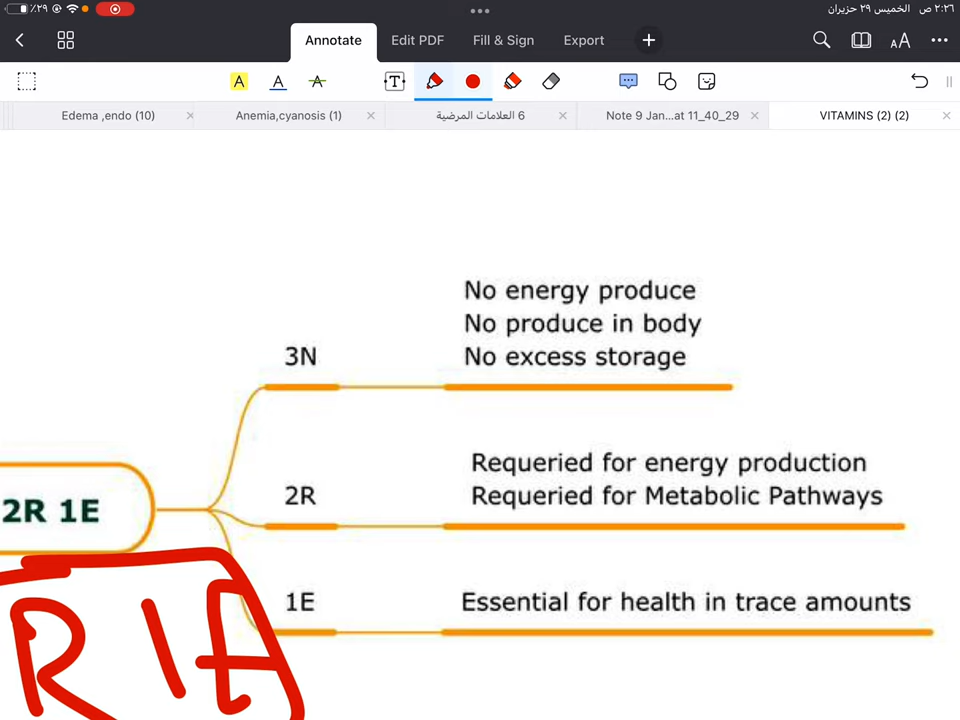 ٪٢٩ ٢:٢٦ ص الخميس ٢٩ حزيران
Annotate Edit PDF Fill & Sign Export
A A T AA
Edema ,endo (10) Anemia,cyanosis (1) 6 العلامات المرضية Note 9 Jan...at 11_40_29 VITAMINS (2) (2)
No energy produce
No produce in body
3N No excess storage
Requeried for energy production
2R Requeried for Metabolic Pathways
2R 1E
1E Essential for health in trace amounts
R 1E